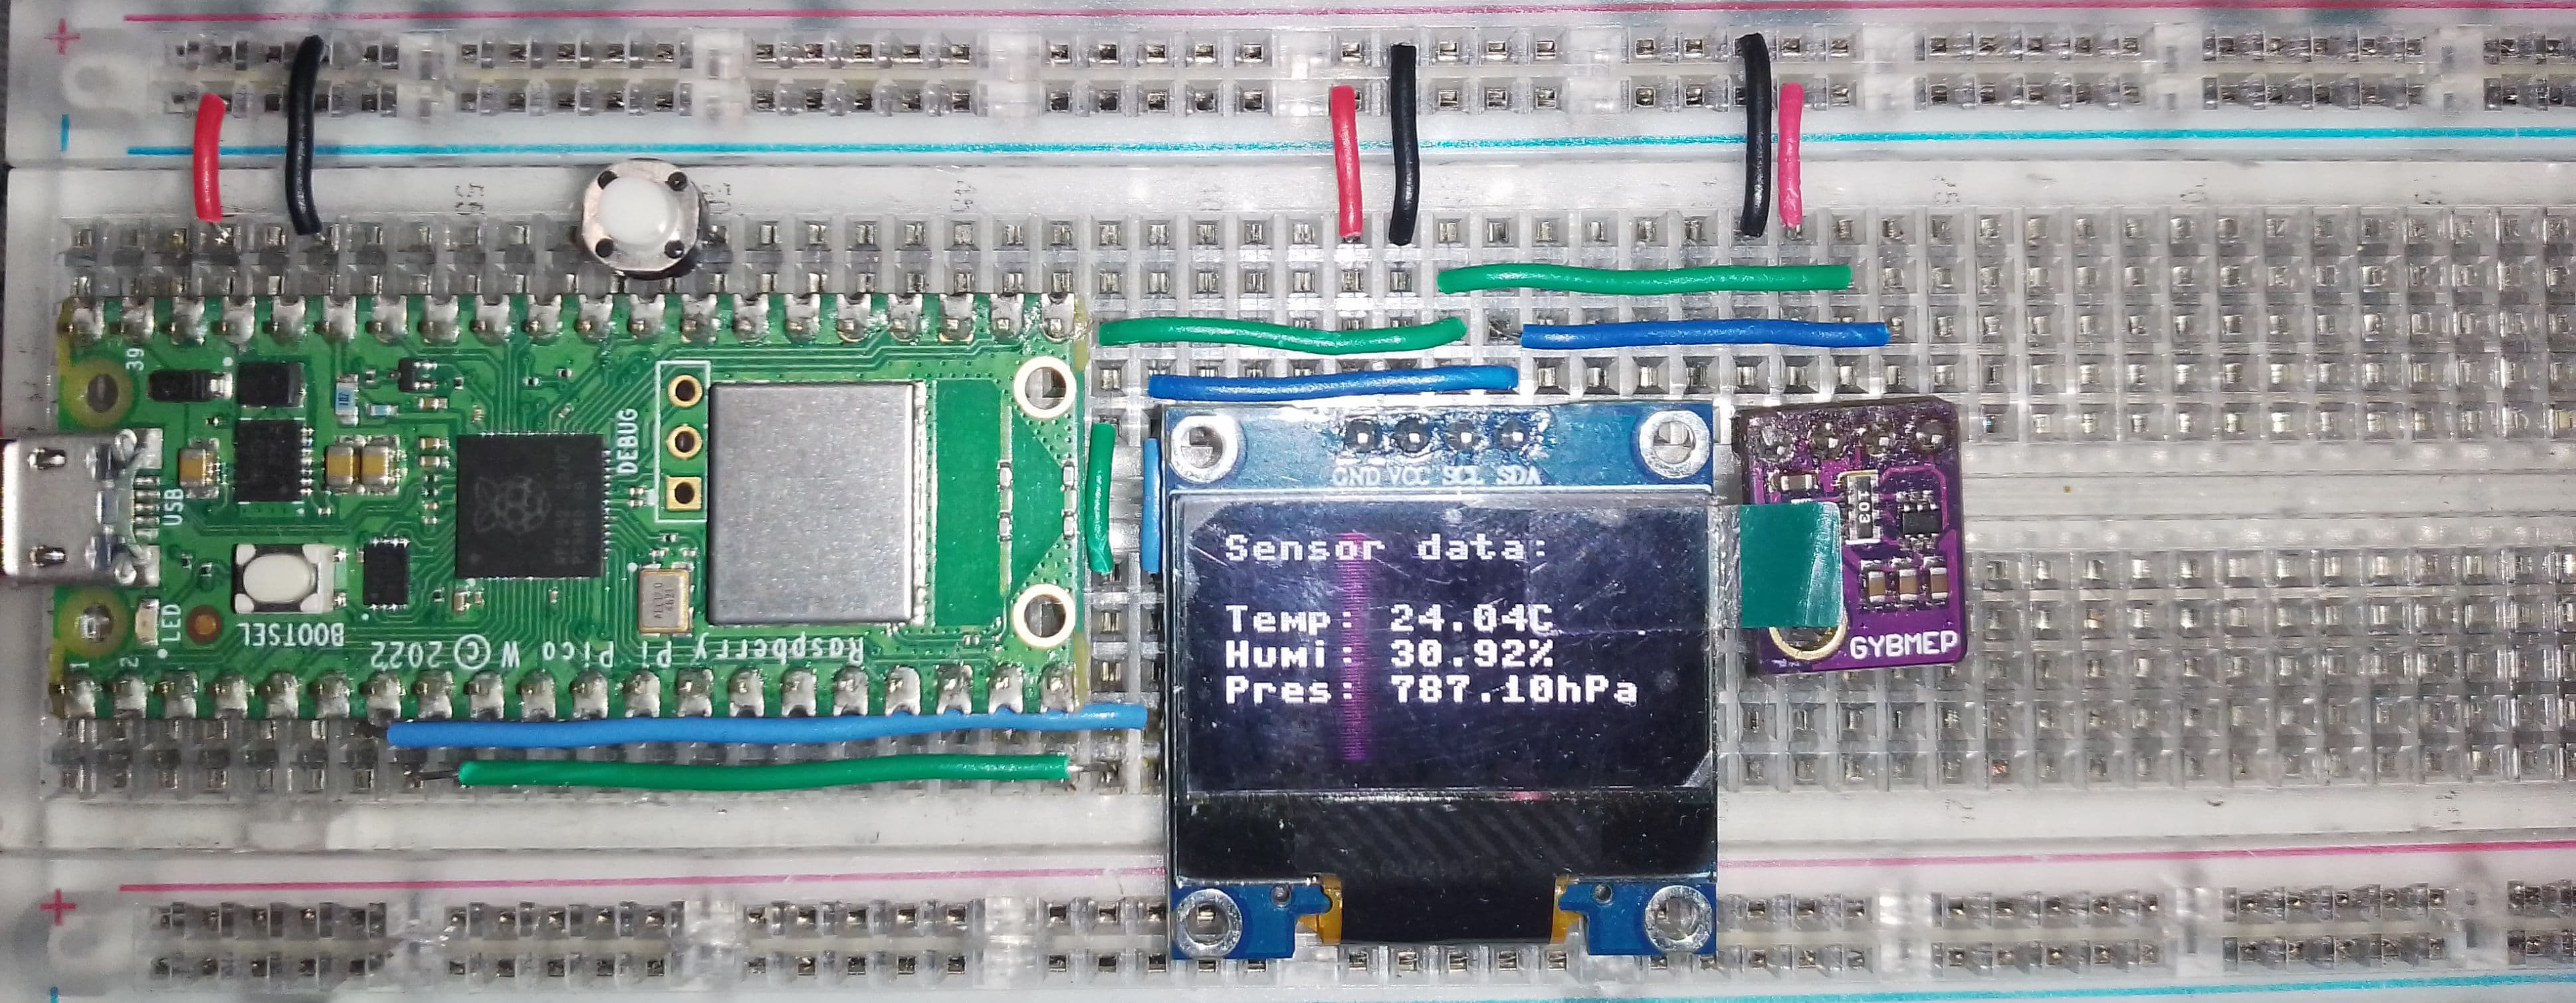 +
39
DEBUG
USB
103
GND VCC SCL SDA
Sensor data:
Temp: 24.04C
Humi: 30.92%
Pres: 787.10hPa
LED
BOOTSEL
Raspberry Pi Pico W © 2022
1
2
GYBMEP
+